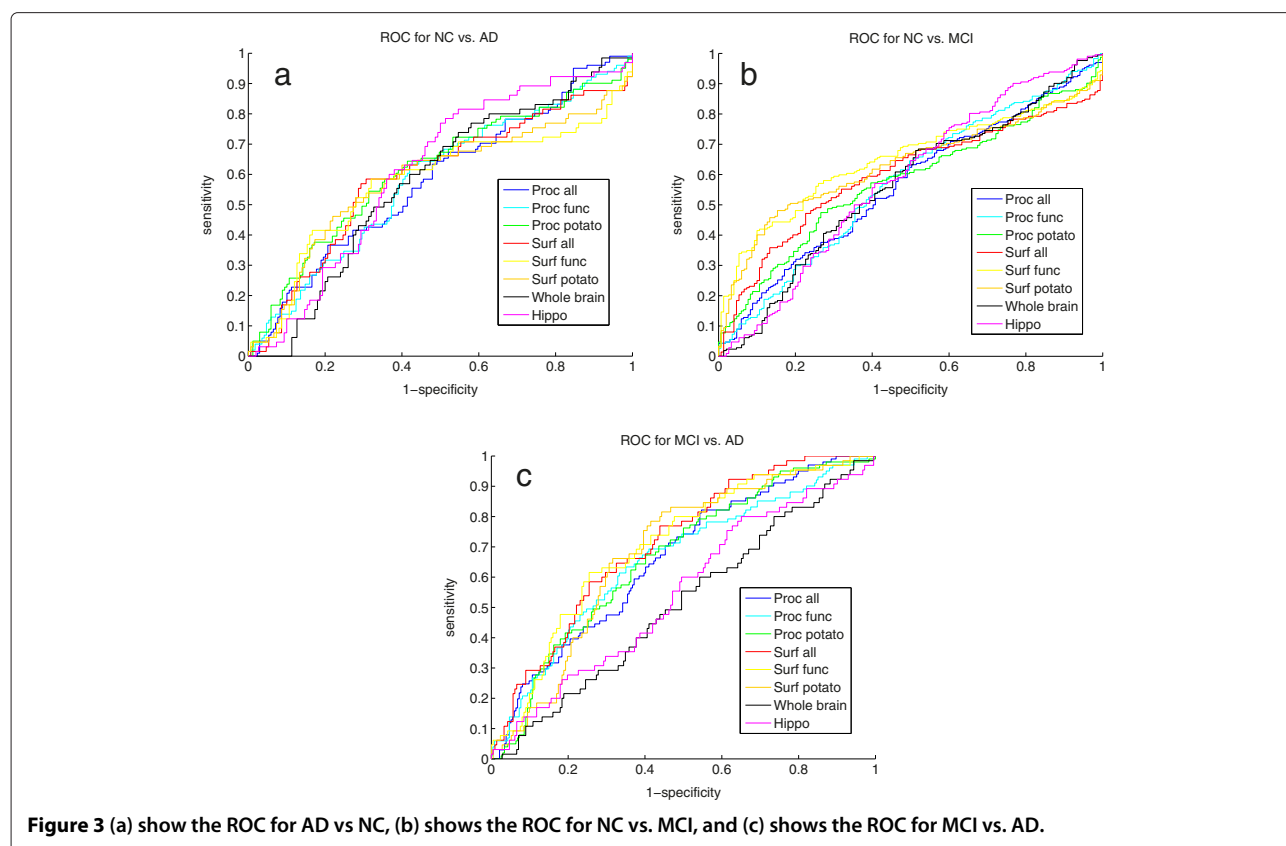 ROC for NC vs. AD
a
1
0.9
0.8
0.7
0.6
0.5
0.4
0.3
0.2
0.1
0
sensitivity
0 0.2 0.4 0.6 0.8 1
1−specificity
Proc all
Proc func
Proc potato
Surf all
Surf func
Surf potato
Whole brain
Hippo
ROC for NC vs. MCI
b
1
0.9
0.8
0.7
0.6
0.5
0.4
0.3
0.2
0.1
0
sensitivity
0 0.2 0.4 0.6 0.8 1
1−specificity
Proc all
Proc func
Proc potato
Surf all
Surf func
Surf potato
Whole brain
Hippo
ROC for MCI vs. AD
c
1
0.9
0.8
0.7
0.6
0.5
0.4
0.3
0.2
0.1
0
sensitivity
0 0.2 0.4 0.6 0.8 1
1−specificity
Proc all
Proc func
Proc potato
Surf all
Surf func
Surf potato
Whole brain
Hippo
Figure 3 (a) show the ROC for AD vs NC, (b) shows the ROC for NC vs. MCI, and (c) shows the ROC for MCI vs. AD.